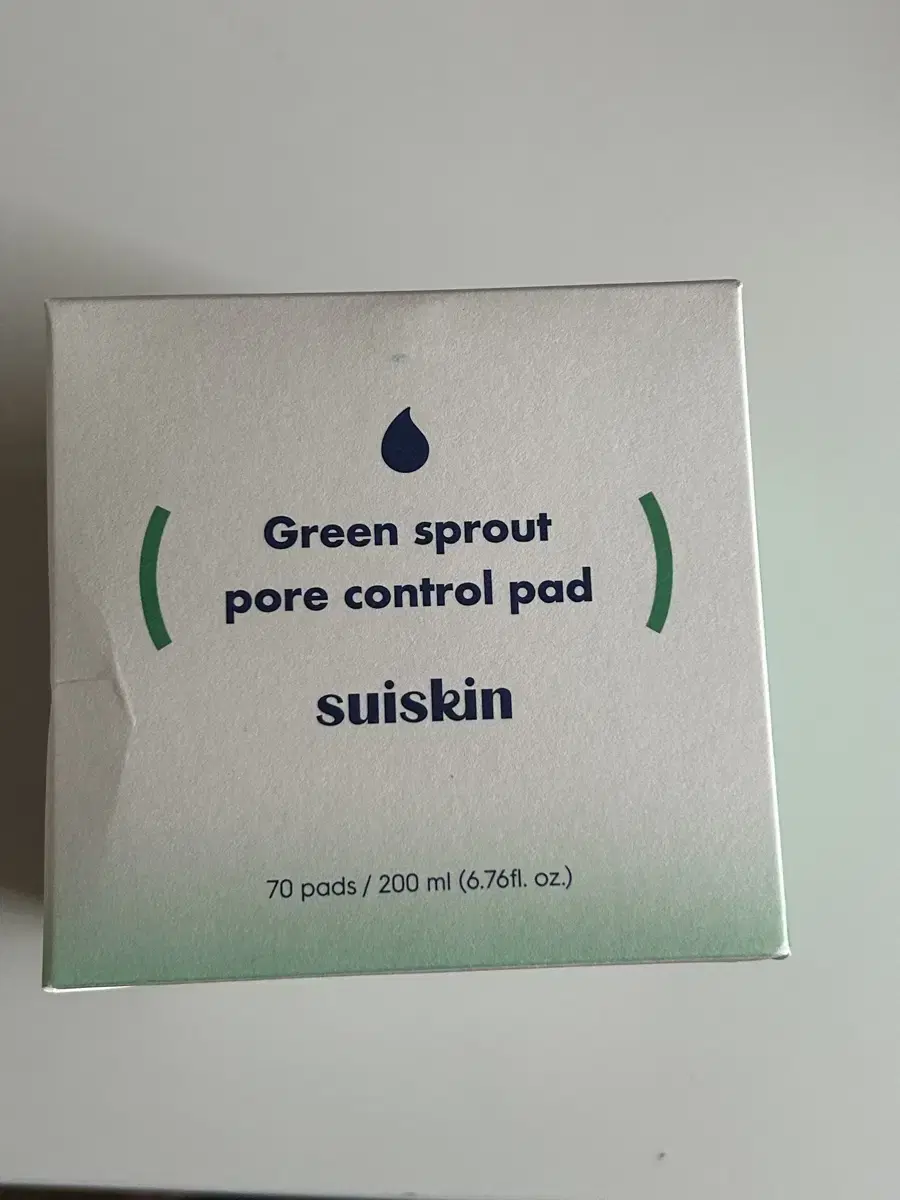 Green sprout
pore control pad
suiskin
70 pads / 200 ml (6.76fl. oz.)